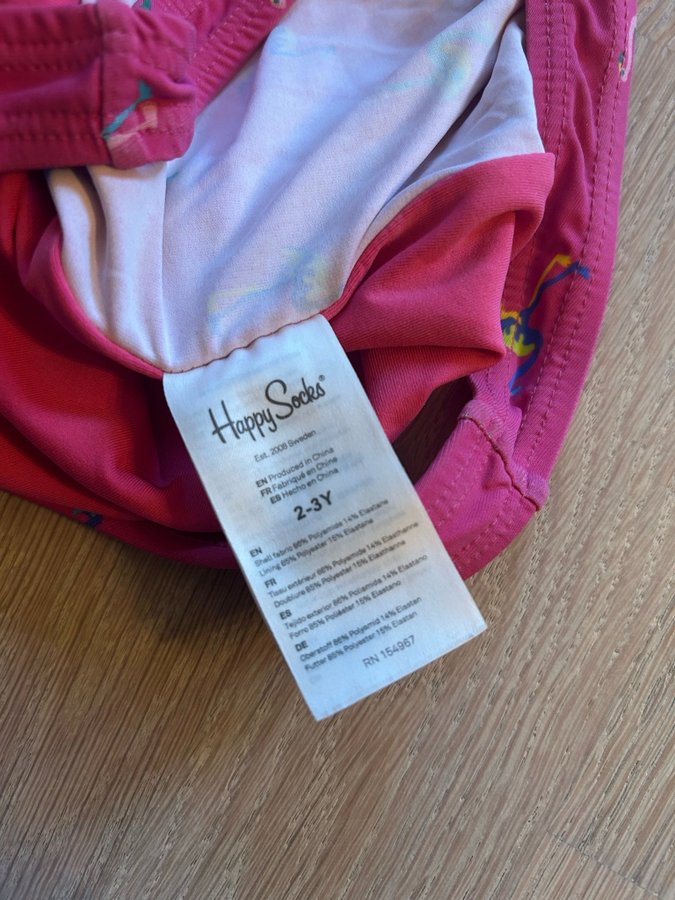 Happy Socks®
Est. 2008 Sweden
EN Produced in China
FR Fabriqué en Chine
ES Hecho en China
2-3Y
EN
Shell fabric 86% Polyamide 14% Elastane
Lining 85% Polyester 15% Elastane
FR
Tissu extérieur 86% Polyamide 14% Elasthanne
Doublure 85% Polyester 15% Elasthanne
ES
Tejido exterior 86% Poliamida 14% Elastano
Forro 85% Poliéster 15% Elastano
DE
Oberstoff 86% Polyamid 14% Elastan
Futter 85% Polyester 15% Elastan
RN 154967